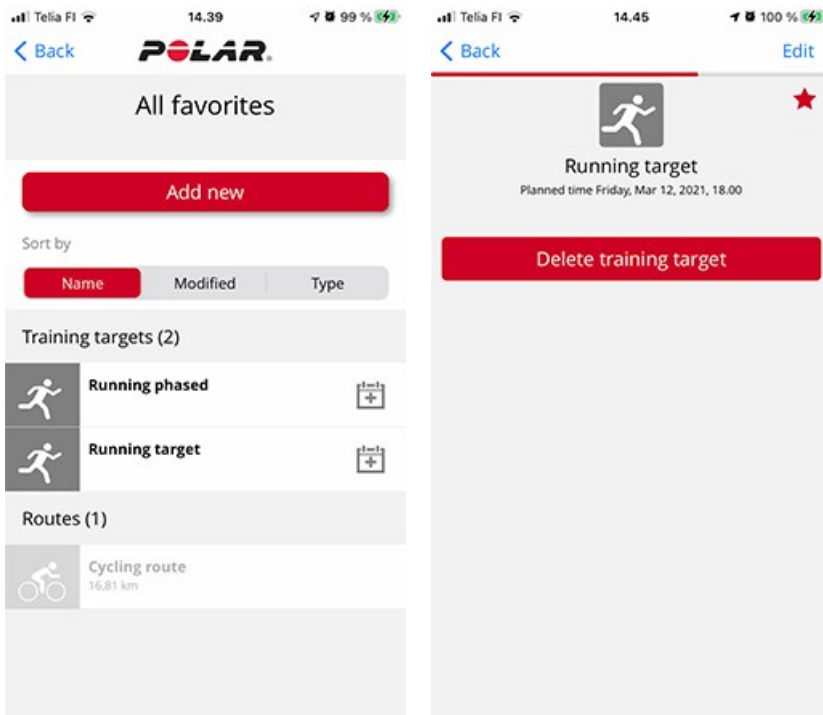 Telia FI 14.39 99 %
Back POLAR.
All favorites
Add new
Sort by
Name Modified Type
Training targets (2)
Running phased
Running target
Routes (1)
Cycling route
16,81 km
Telia FI 14.45 100 %
Back Edit
Running target
Planned time Friday, Mar 12, 2021, 18.00
Delete training target